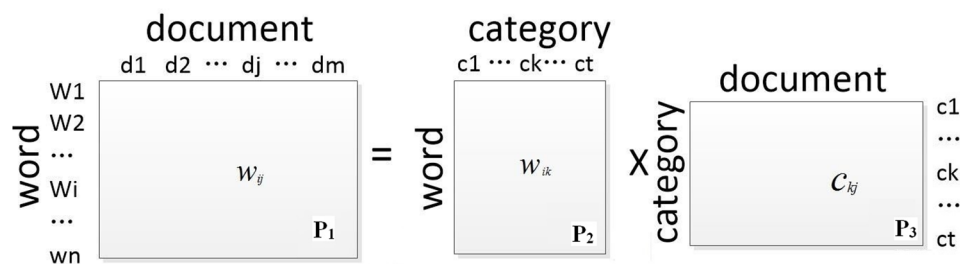 document
d1 d2 ... dj ... dm
word
W1
W2
...
Wi
...
wn
wij
P1
=
category
c1 ... ck... ct
word
wik
P2
X
document
category
ckj
P3
c1
...
ck
...
ct